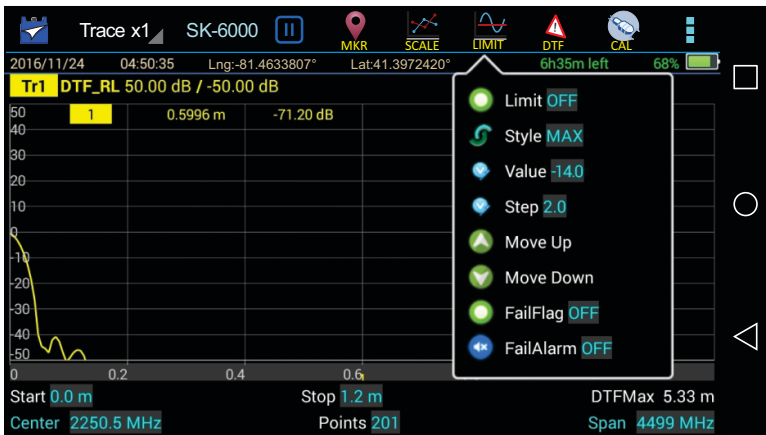 Trace x1 SK-6000
MKR SCALE LIMIT DTF CAL
2016/11/24 04:50:35 Lng:-81.4633807° Lat:41.3972420° 6h35m left 68%
Tr1 DTF_RL 50.00 dB / -50.00 dB
50 1 0.5996 m -71.20 dB
40
30
20
10
0
-10
-20
-30
-40
-50
0 0.2 0.4 0.6
Limit OFF
Style MAX
Value -14.0
Step 2.0
Move Up
Move Down
FailFlag OFF
FailAlarm OFF
Start 0.0 m Stop 1.2 m DTFMax 5.33 m
Center 2250.5 MHz Points 201 Span 4499 MHz